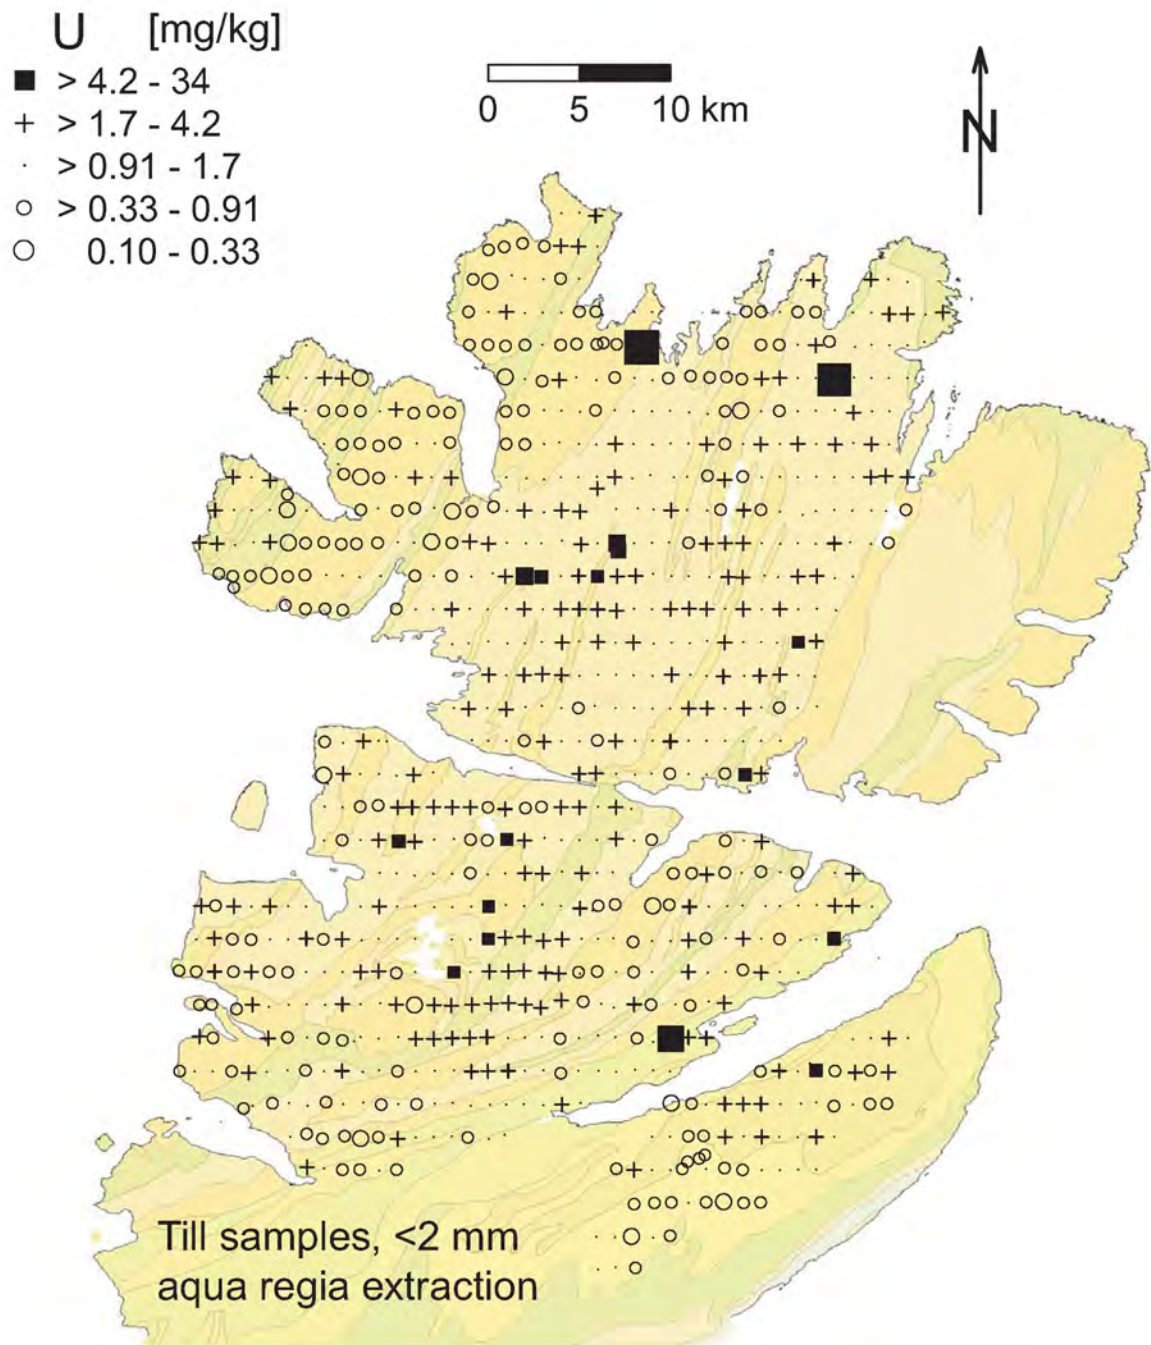 U [mg/kg]
> 4.2 - 34
> 1.7 - 4.2
> 0.91 - 1.7
> 0.33 - 0.91
0.10 - 0.33
0 5 10 km
N
Till samples, <2 mm
aqua regia extraction